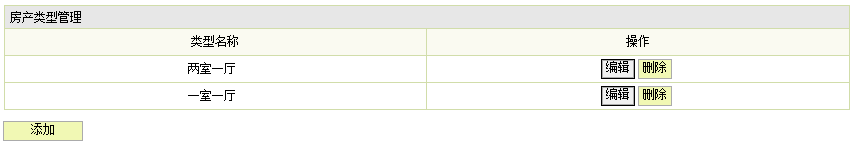 房产类型管理
类型名称 操作
两室一厅 编辑 删除
一室一厅 编辑 删除
添加